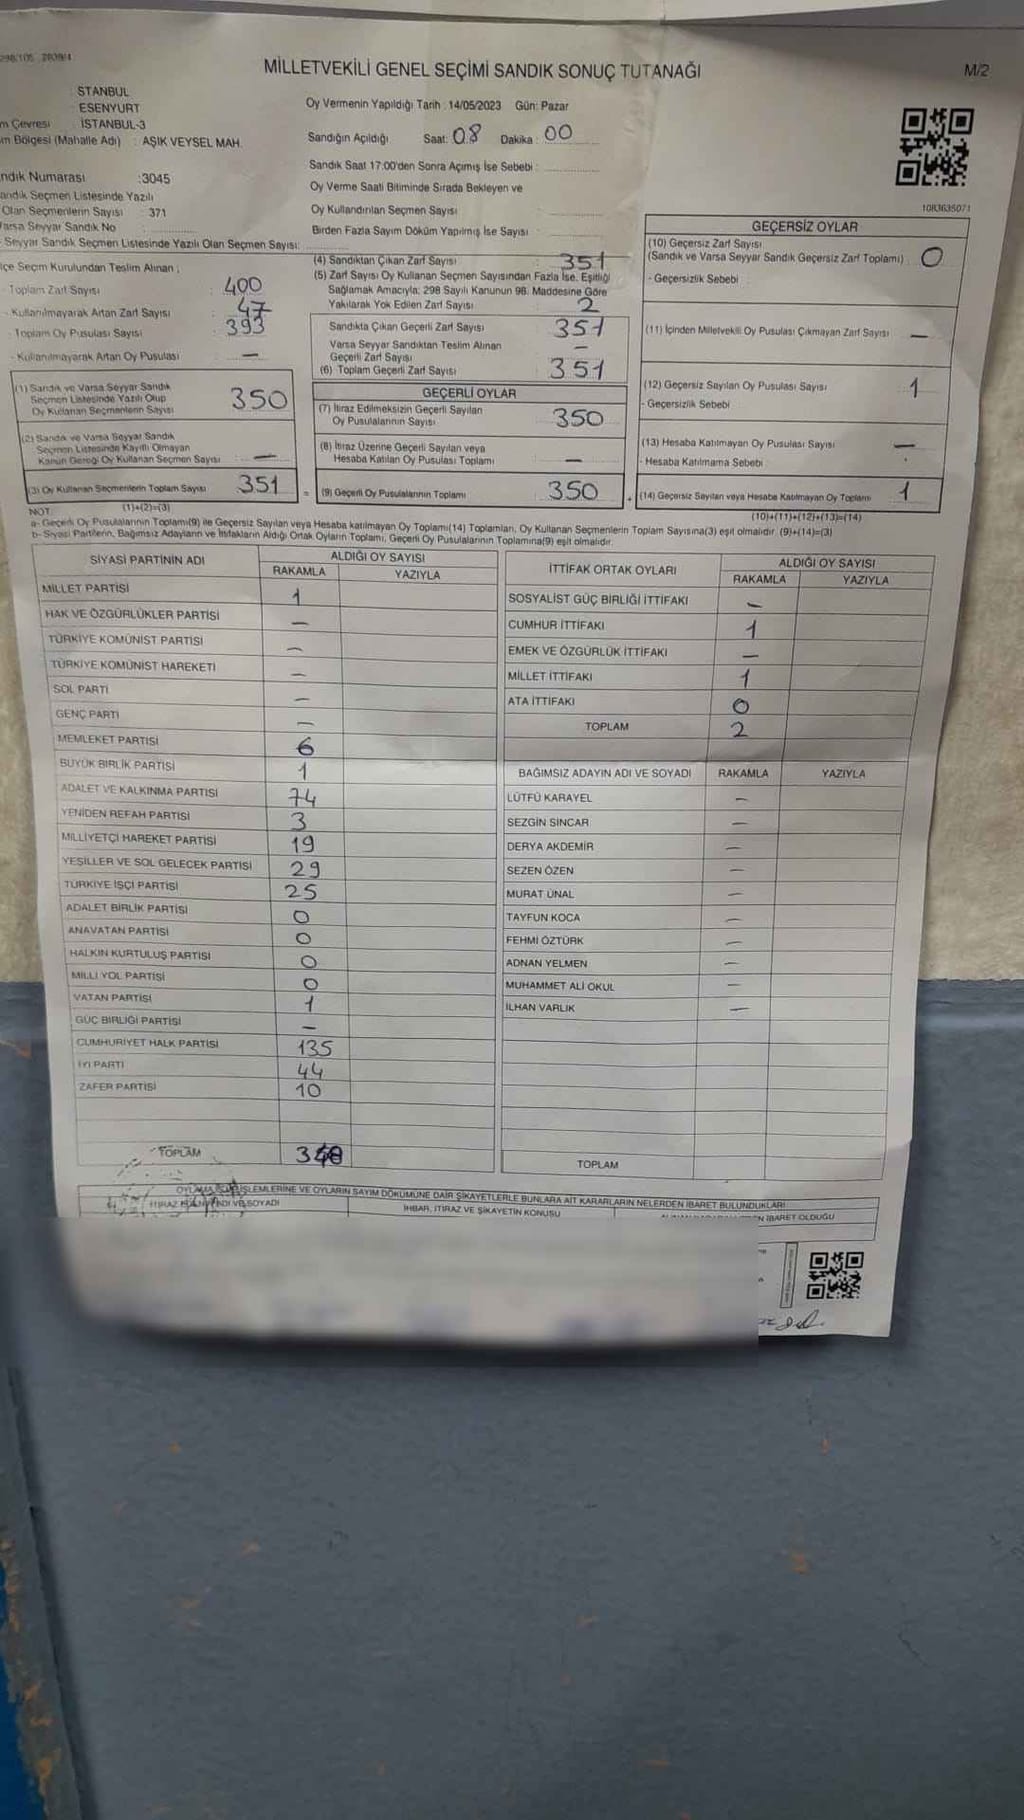 298/105 2839/4
MİLLETVEKİLİ GENEL SEÇİMİ SANDIK SONUÇ TUTANAĞI
M/2
STANBUL
ESENYURT
m Çevresi : İSTANBUL-3
m Bölgesi (Mahalle Adı) : AŞIK VEYSEL MAH.
ndık Numarası :3045
andık Seçmen Listesinde Yazılı
Olan Seçmenlerin Sayısı : 371
Varsa Seyyar Sandık No
Seyyar Sandık Seçmen Listesinde Yazılı Olan Seçmen Sayısı:
Oy Vermenin Yapıldığı Tarih : 14/05/2023 Gün: Pazar
Sandığın Açıldığı Saat: 08 Dakika : 00
Sandık Saat 17:00'den Sonra Açımış İse Sebebi :
Oy Verme Saati Bitiminde Sırada Bekleyen ve
Oy Kullandırılan Seçmen Sayısı
Birden Fazla Sayım Döküm Yapılmış İse Sayısı
1083635071
lçe Seçim Kurulundan Teslim Alınan ;
- Toplam Zarf Sayısı : 400
- Kullanılmayarak Artan Zarf Sayısı : 47
- Toplam Oy Pusulası Sayısı : 393
- Kullanılmayarak Artan Oy Pusulası : —
(1) Sandık ve Varsa Seyyar Sandık
Seçmen Listesinde Yazılı Olup
Oy Kullanan Seçmenlerin Sayısı 350
(2) Sandık ve Varsa Seyyar Sandık
Seçmen Listesinde Kayıtlı Olmayan
Kanun Gereği Oy Kullanan Seçmen Sayısı —
(3) Oy Kullanan Seçmenlerin Toplam Sayısı 351
(1)+(2)=(3)
(4) Sandıktan Çıkan Zarf Sayısı : 351
(5) Zarf Sayısı Oy Kullanan Seçmen Sayısından Fazla İse, Eşitliği
Sağlamak Amacıyla; 298 Sayılı Kanunun 98. Maddesine Göre
Yakılarak Yok Edilen Zarf Sayısı : 2
Sandıkta Çıkan Geçerli Zarf Sayısı : 351
Varsa Seyyar Sandıktan Teslim Alınan
Geçerli Zarf Sayısı —
(6) Toplam Geçerli Zarf Sayısı : 351
GEÇERLİ OYLAR
(7) İtiraz Edilmeksizin Geçerli Sayılan
Oy Pusulalarının Sayısı 350
(8) İtiraz Üzerine Geçerli Sayılan veya
Hesaba Katılan Oy Pusulası Toplamı —
= (9) Geçerli Oy Pusulalarının Toplamı 350
GEÇERSİZ OYLAR
(10) Geçersiz Zarf Sayısı
(Sandık ve Varsa Seyyar Sandık Geçersiz Zarf Toplamı) : 0
- Geçersizlik Sebebi :
(11) İçinden Milletvekili Oy Pusulası Çıkmayan Zarf Sayısı —
(12) Geçersiz Sayılan Oy Pusulası Sayısı : 1
- Geçersizlik Sebebi
(13) Hesaba Katılmayan Oy Pusulası Sayısı —
- Hesaba Katılmama Sebebi
+ (14) Geçersiz Sayılan veya Hesaba Katılmayan Oy Toplamı 1
(10)+(11)+(12)+(13)=(14)
NOT:
a- Geçerli Oy Pusulalarının Toplamı(9) ile Geçersiz Sayılan veya Hesaba katılmayan Oy Toplamı(14) Toplamları, Oy Kullanan Seçmenlerin Toplam Sayısına(3) eşit olmalıdır. (9)+(14)=(3)
b- Siyasi Partilerin, Bağımsız Adayların ve İttifakların Aldığı Ortak Oyların Toplamı, Geçerli Oy Pusulalarının Toplamına(9) eşit olmalıdır.
SİYASİ PARTİNİN ADI ALDIĞI OY SAYISI
RAKAMLA YAZIYLA
MİLLET PARTİSİ 1
HAK VE ÖZGÜRLÜKLER PARTİSİ —
TÜRKİYE KOMÜNİST PARTİSİ —
TÜRKİYE KOMÜNİST HAREKETİ —
SOL PARTİ —
GENÇ PARTİ —
MEMLEKET PARTİSİ 6
BÜYÜK BİRLİK PARTİSİ 1
ADALET VE KALKINMA PARTİSİ 74
YENİDEN REFAH PARTİSİ 3
MİLLİYETÇİ HAREKET PARTİSİ 19
YEŞİLLER VE SOL GELECEK PARTİSİ 29
TÜRKİYE İŞÇİ PARTİSİ 25
ADALET BİRLİK PARTİSİ 0
ANAVATAN PARTİSİ 0
HALKIN KURTULUŞ PARTİSİ 0
MİLLİ YOL PARTİSİ 0
VATAN PARTİSİ 1
GÜÇ BİRLİĞİ PARTİSİ —
CUMHURİYET HALK PARTİSİ 135
İYİ PARTİ 44
ZAFER PARTİSİ 10
TOPLAM 348
İTTİFAK ORTAK OYLARI ALDIĞI OY SAYISI
RAKAMLA YAZIYLA
SOSYALİST GÜÇ BİRLİĞİ İTTİFAKI —
CUMHUR İTTİFAKI 1
EMEK VE ÖZGÜRLÜK İTTİFAKI —
MİLLET İTTİFAKI 1
ATA İTTİFAKI 0
TOPLAM 2
BAĞIMSIZ ADAYIN ADI VE SOYADI RAKAMLA YAZIYLA
LÜTFÜ KARAYEL —
SEZGİN SİNCAR —
DERYA AKDEMİR —
SEZEN ÖZEN —
MURAT ÜNAL —
TAYFUN KOCA —
FEHMİ ÖZTÜRK —
ADNAN YELMEN —
MUHAMMET ALİ OKUL —
İLHAN VARLIK —
TOPLAM
İŞLEMLERİNE VE OYLARIN SAYIM DÖKÜMÜNE DAİR ŞİKAYETLERLE BUNLARA AİT KARARLARIN NELERDEN İBARET BULUNDUKLARI
İHBAR, İTİRAZ VE ŞİKAYETİN KONUSU
İBARET OLDUĞU